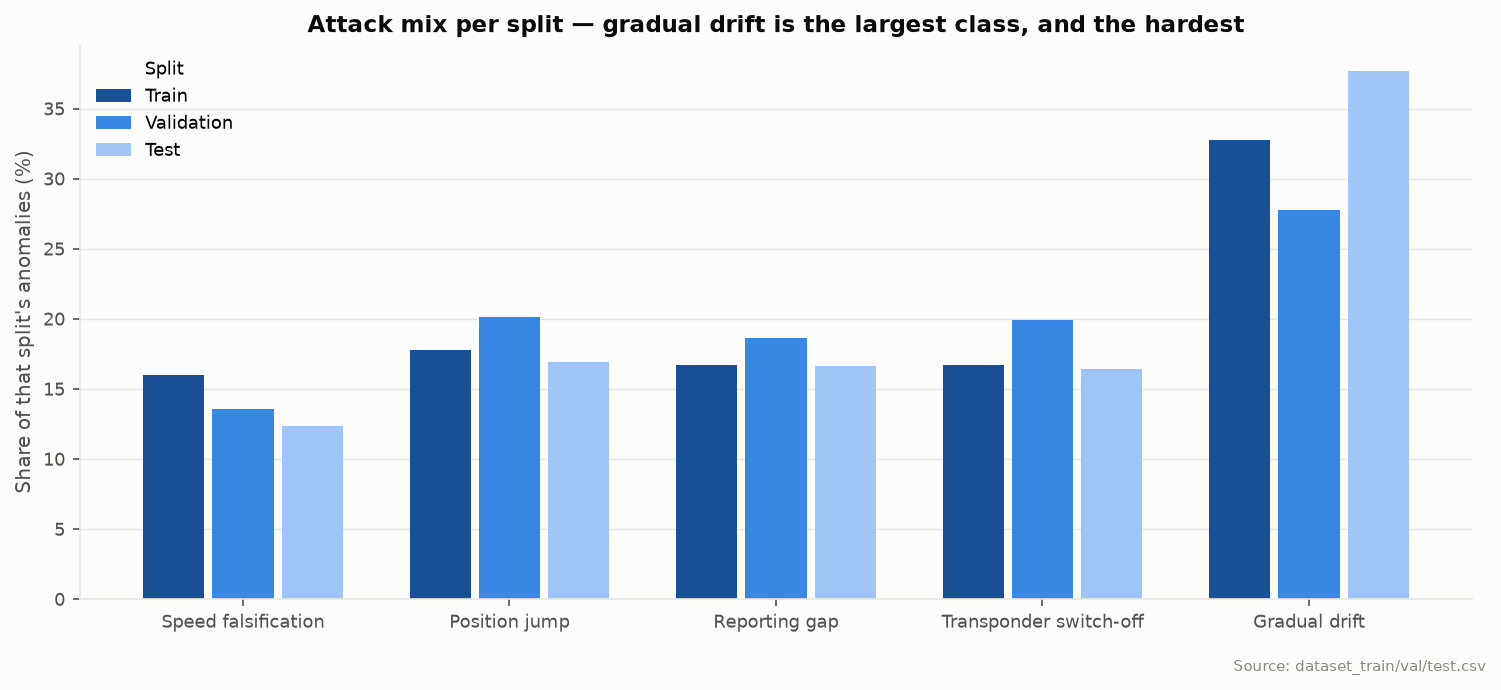 Attack mix per split — gradual drift is the largest class, and the hardest
Split
Train
Validation
Test
Share of that split's anomalies (%)
35
30
25
20
15
10
5
0
Speed falsification
Position jump
Reporting gap
Transponder switch-off
Gradual drift
Source: dataset_train/val/test.csv